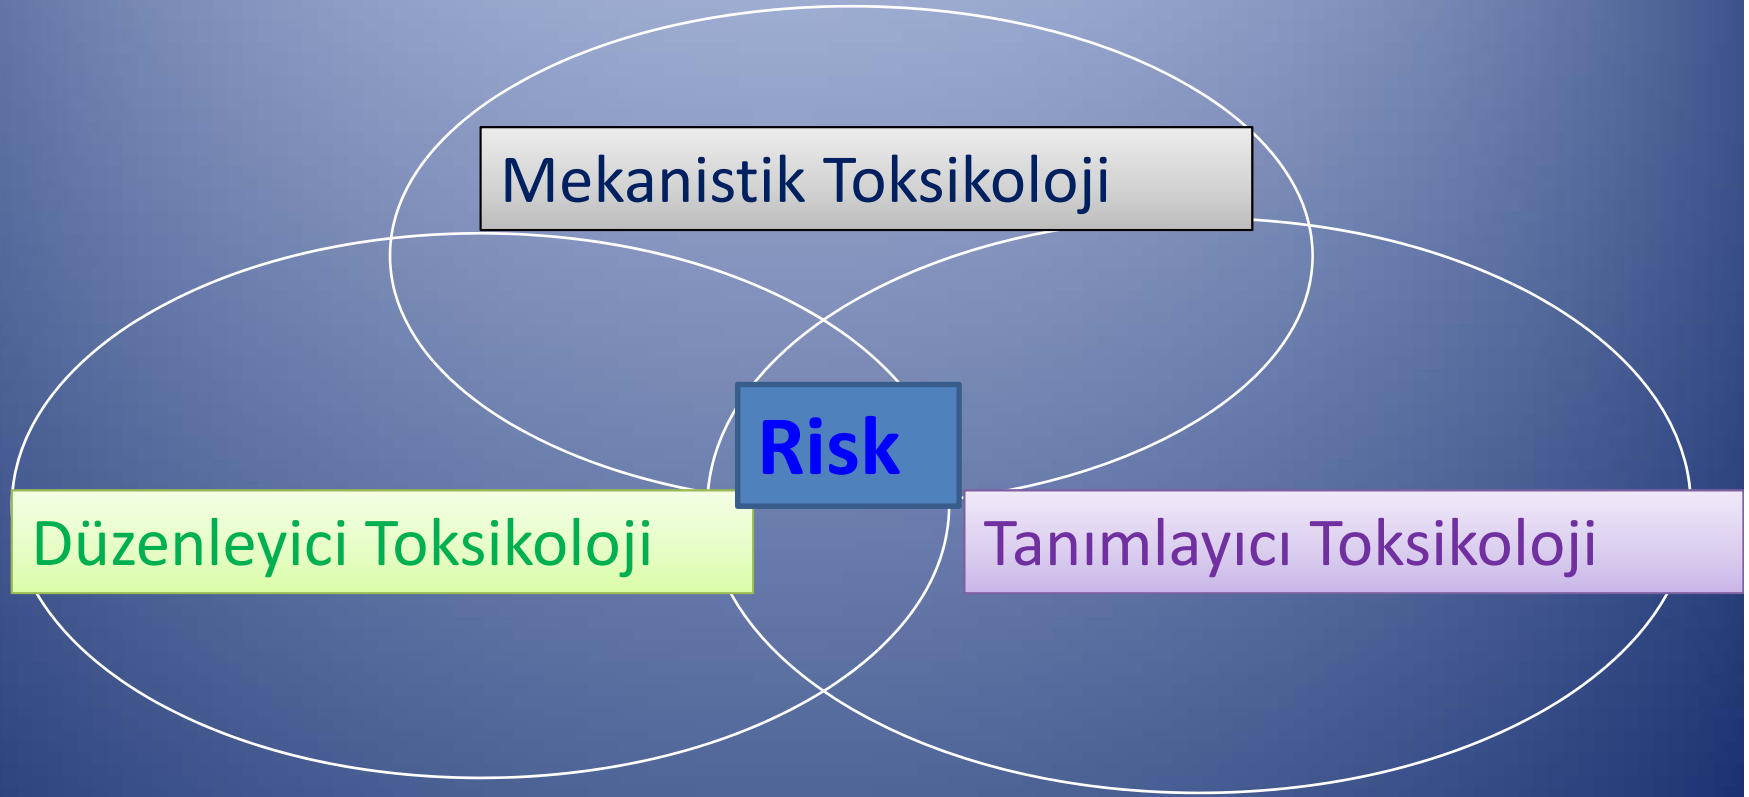 Mekanistik Toksikoloji
Risk
Düzenleyici Toksikoloji
Tanımlayıcı Toksikoloji